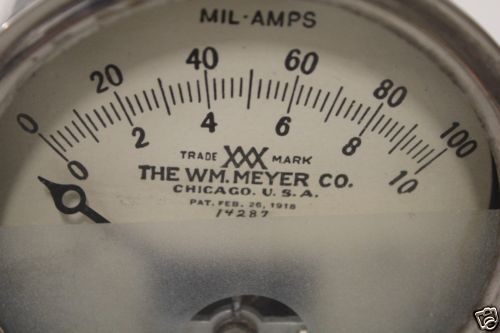 MIL-AMPS
0 20 40 60 80 100
0 2 4 6 8 10
TRADE XXX MARK
THE WM. MEYER CO.
CHICAGO. U. S. A.
PAT. FEB. 26, 1918
14287
ebY